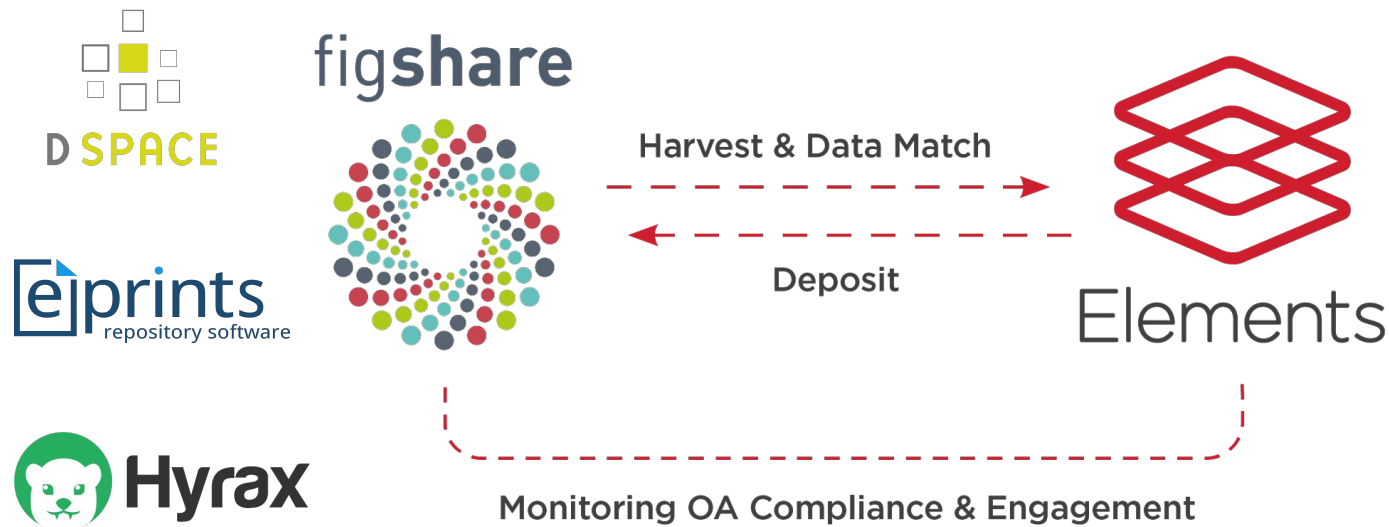 D SPACE
figshare
Harvest & Data Match
Deposit
Elements
eprints
repository software
Hyrax
Monitoring OA Compliance & Engagement